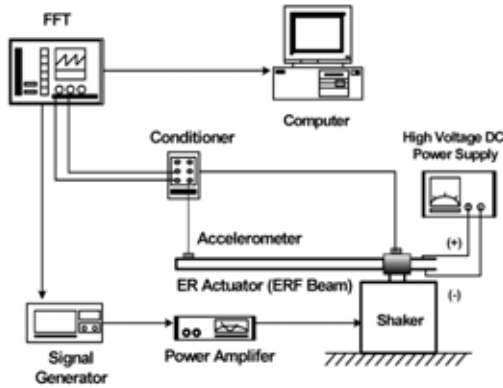 FFT
Computer
Conditioner
High Voltage DC
Power Supply
Accelerometer
(+)
ER Actuator (ERF Beam)
(-)
Shaker
Signal
Generator
Power Amplifer